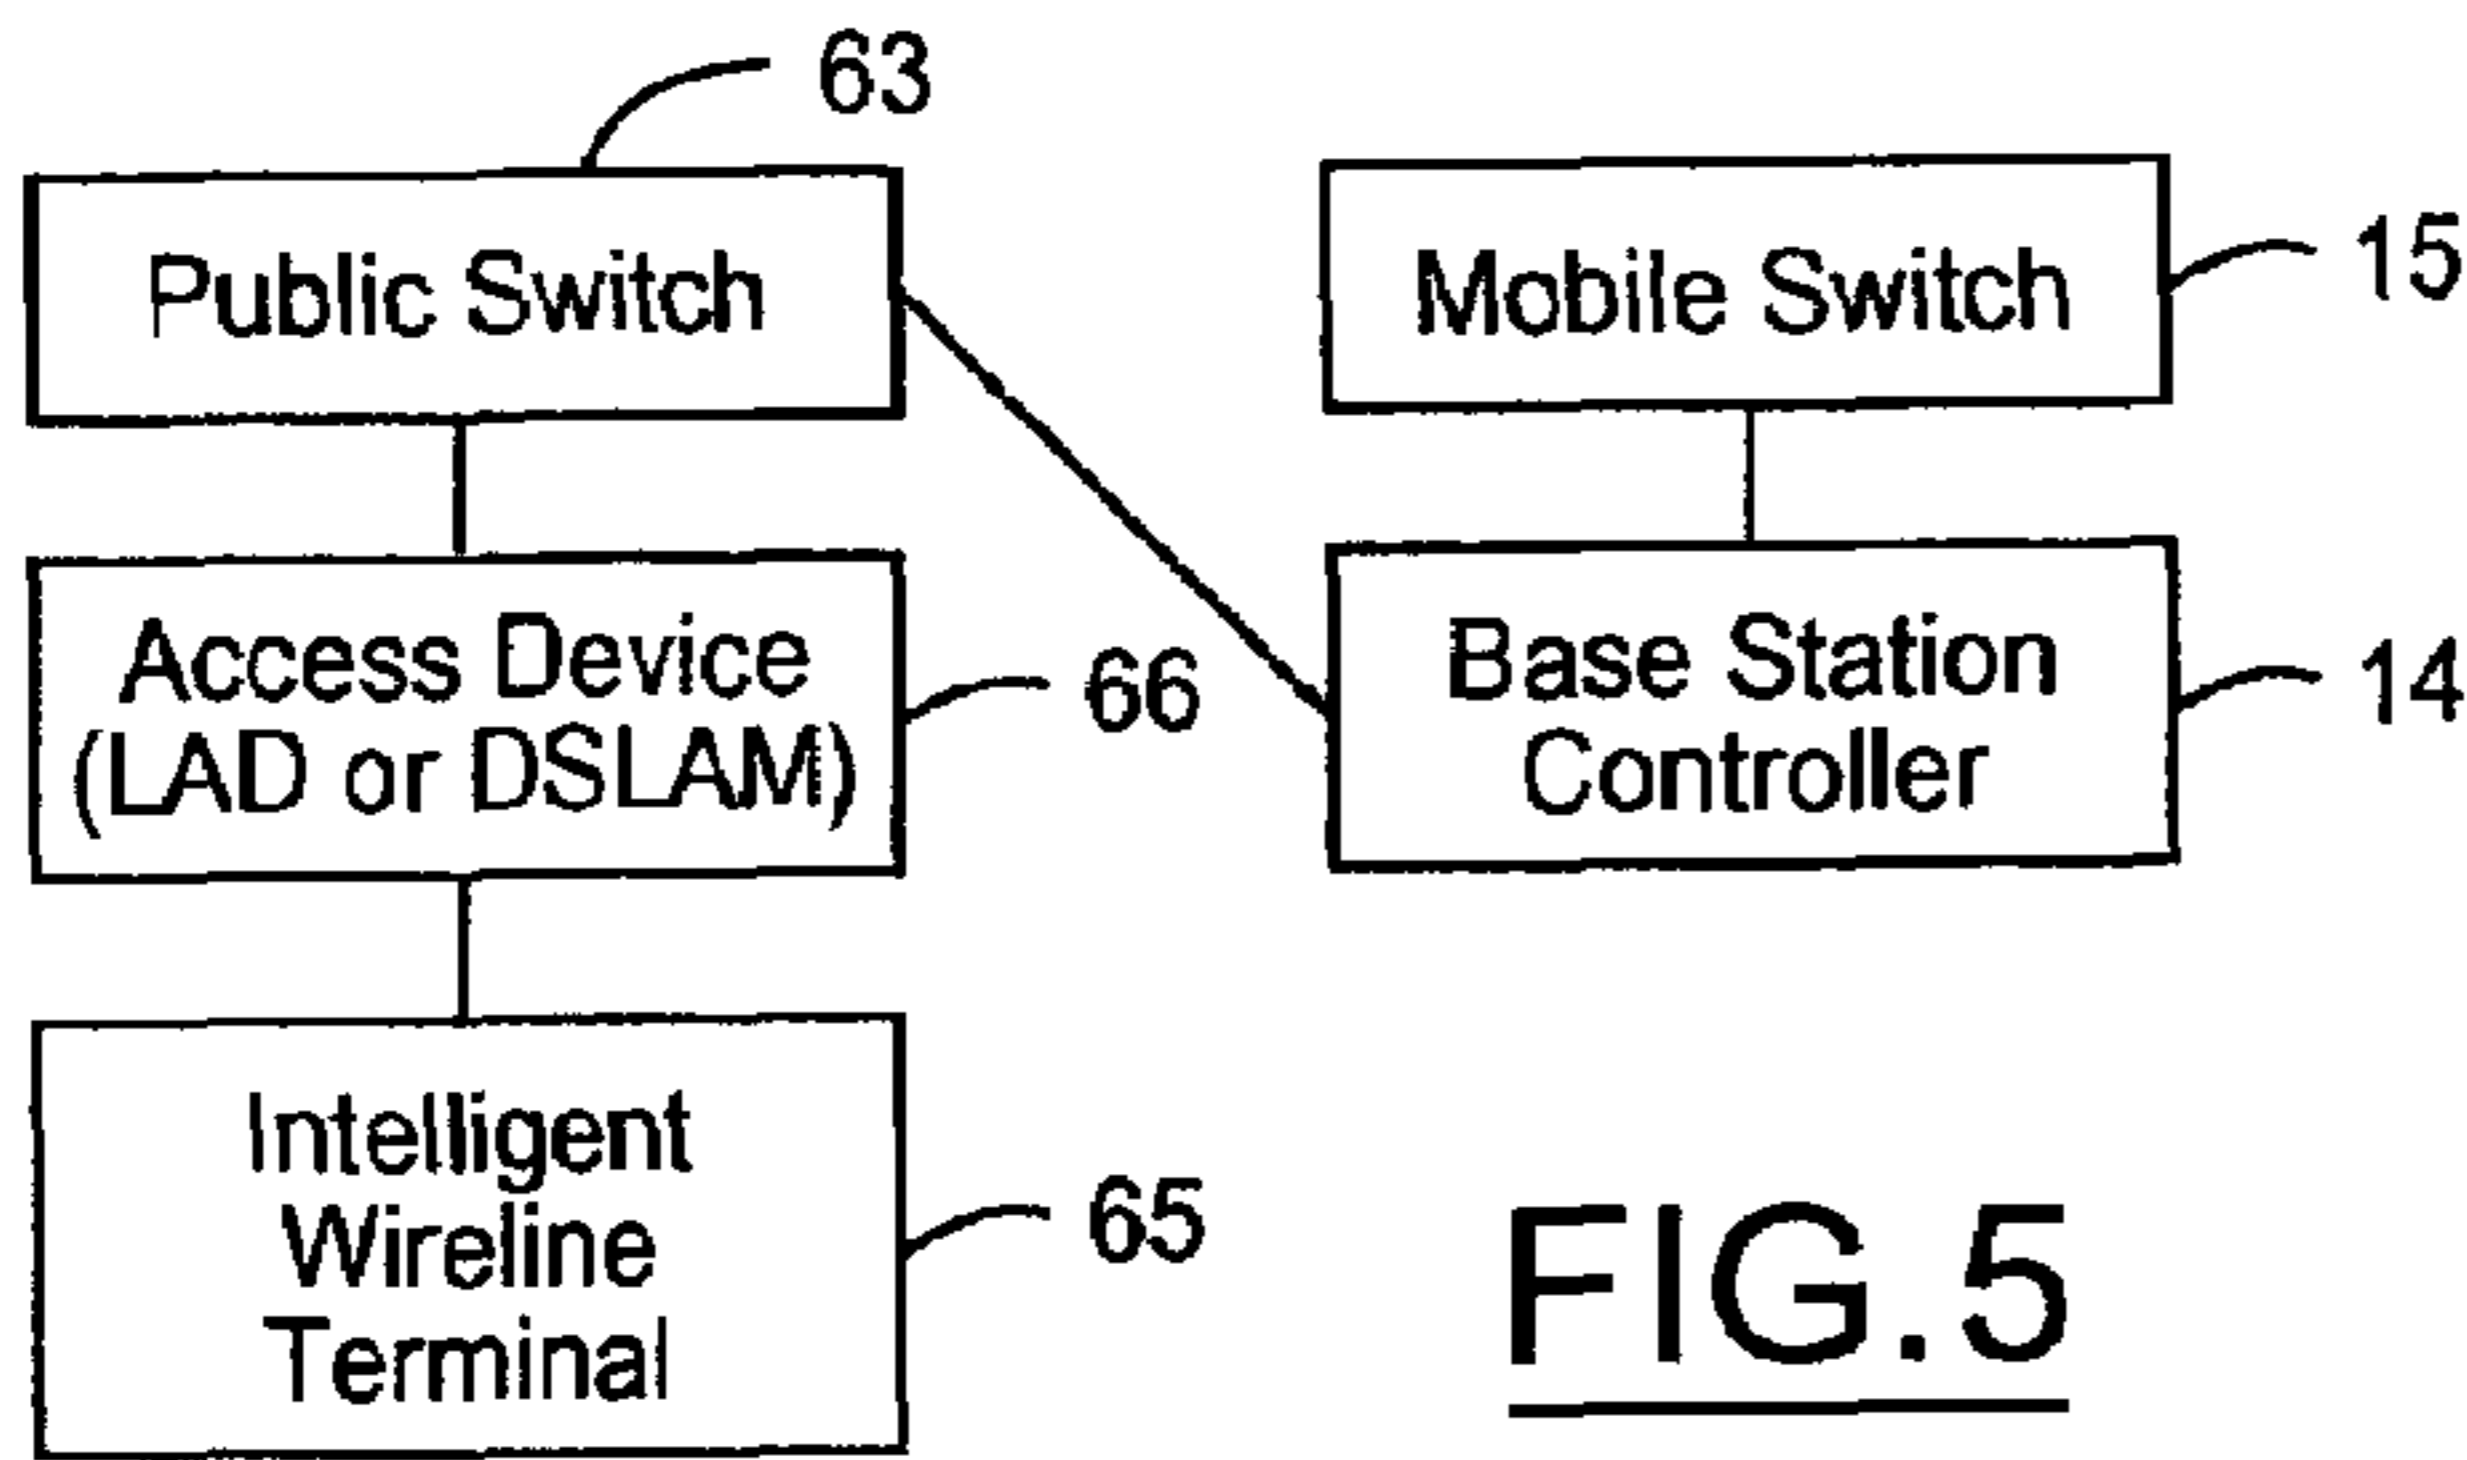 63
Public Switch
Mobile Switch
15
Access Device
(LAD or DSLAM)
66
Base Station
Controller
14
Intelligent
Wireline
Terminal
65
FIG.5